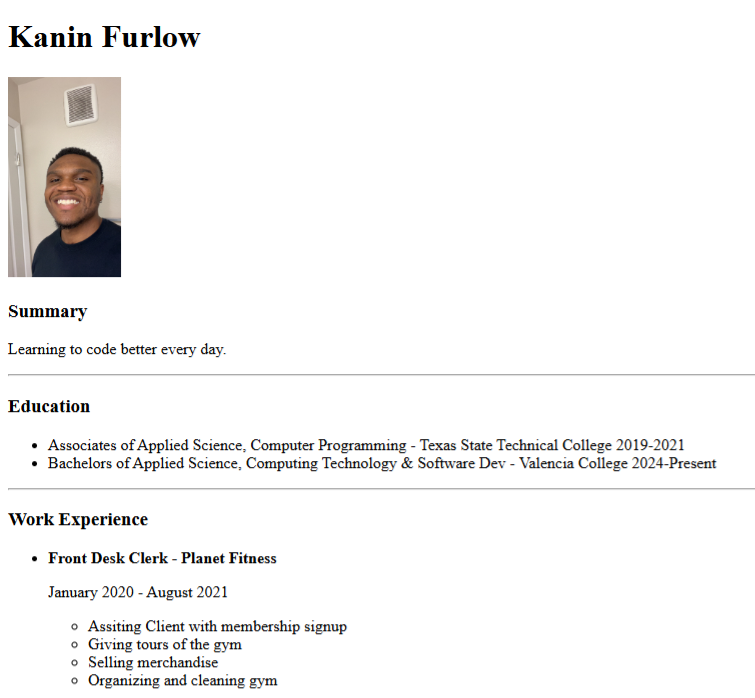 Kanin Furlow
Summary
Learning to code better every day.
Education
• Associates of Applied Science, Computer Programming - Texas State Technical College 2019-2021
• Bachelors of Applied Science, Computing Technology & Software Dev - Valencia College 2024-Present
Work Experience
• Front Desk Clerk - Planet Fitness
January 2020 - August 2021
◦ Assiting Client with membership signup
◦ Giving tours of the gym
◦ Selling merchandise
◦ Organizing and cleaning gym